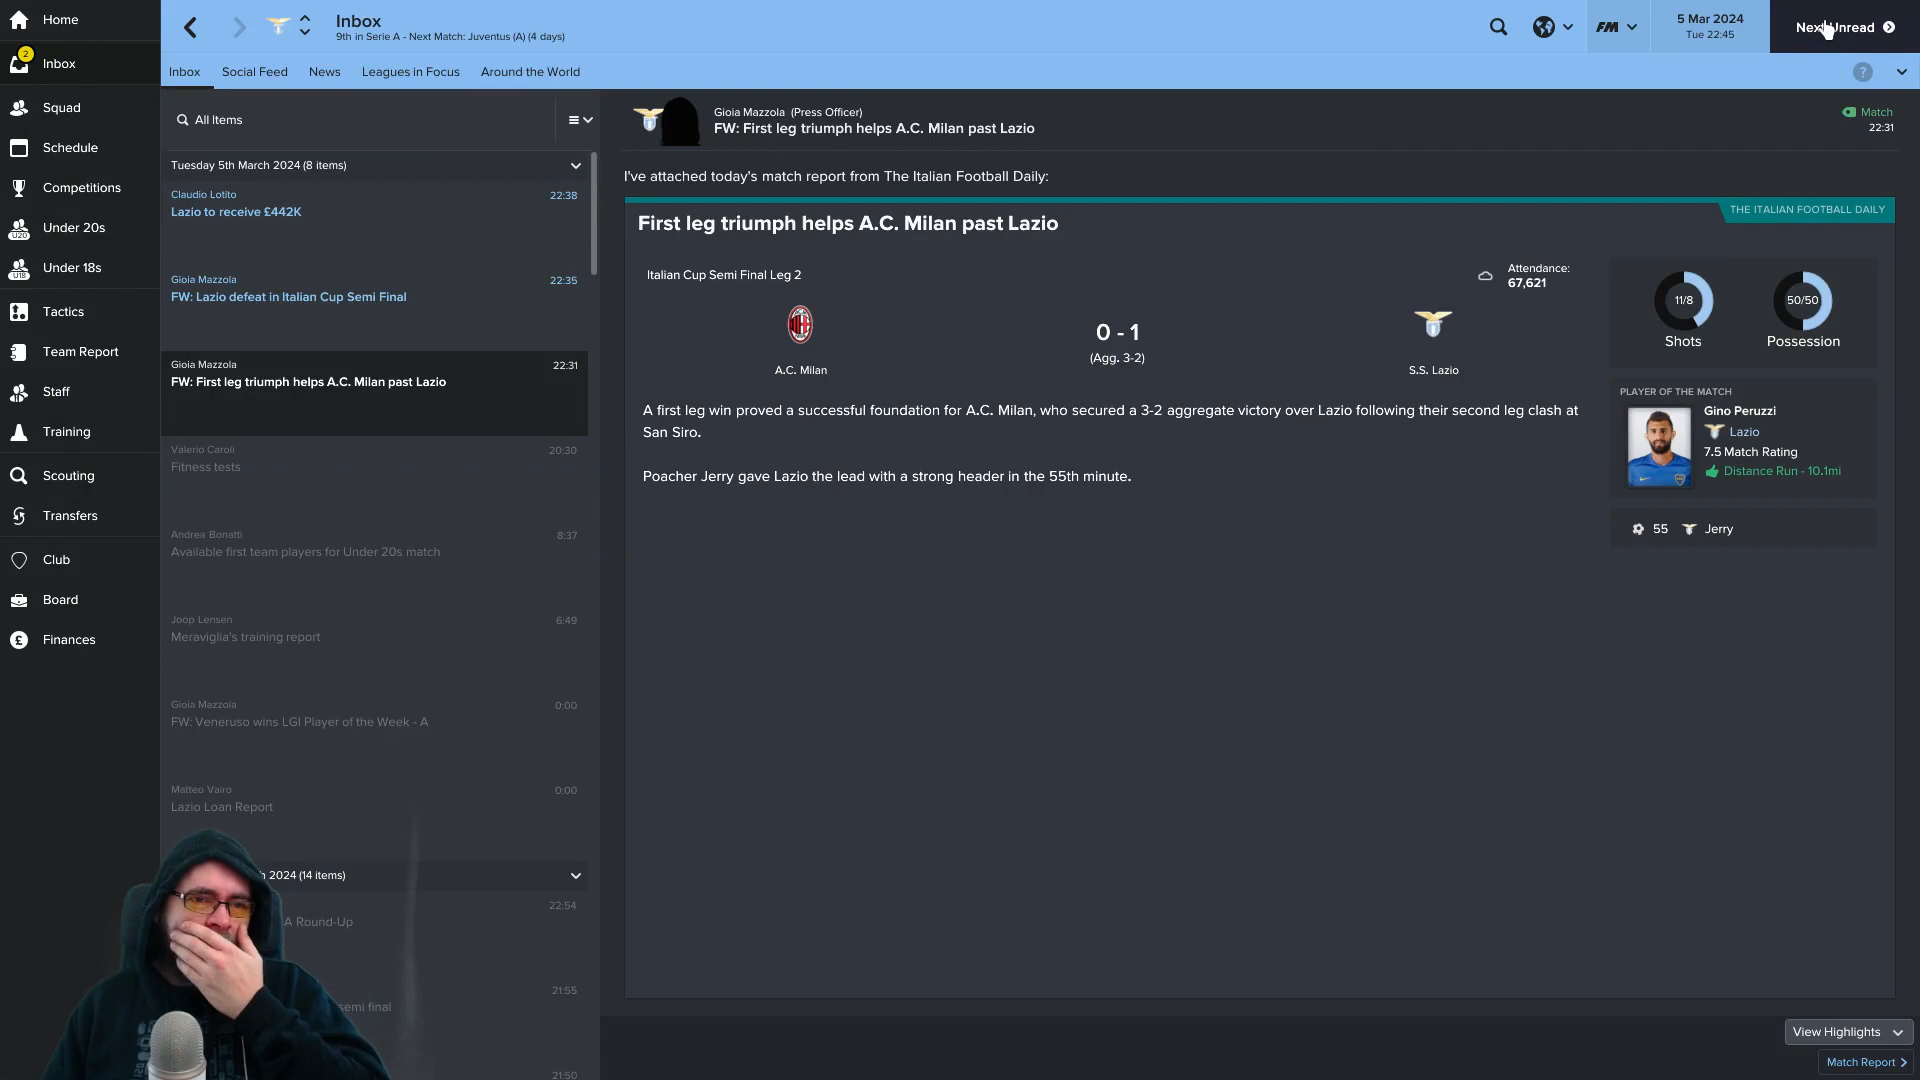 Home
Inbox
9th in Serie A - Next Match: Juventus (A) (4 days)
FM
5 Mar 2024
Tue 22:45
Next Unread
2
Inbox
Squad
Schedule
Competitions
U20
Under 20s
U18
Under 18s
Tactics
Team Report
Staff
Training
Scouting
Transfers
Club
Board
£
Finances
Inbox
Social Feed
News
Leagues in Focus
Around the World
?
All Items
Tuesday 5th March 2024 (8 items)
Claudio Lotito
22:38
Lazio to receive £442K
Gioia Mazzola
22:35
FW: Lazio defeat in Italian Cup Semi Final
Gioia Mazzola
22:31
FW: First leg triumph helps A.C. Milan past Lazio
Valerio Caroli
20:30
Fitness tests
Andrea Bonatti
8:37
Available first team players for Under 20s match
Joop Lensen
6:49
Meraviglia's training report
Gioia Mazzola
0:00
FW: Veneruso wins LGI Player of the Week - A
Matteo Vairo
0:00
Lazio Loan Report
2024 (14 items)
22:54
A Round-Up
21:55
semi final
21:50
Gioia Mazzola (Press Officer)
FW: First leg triumph helps A.C. Milan past Lazio
Match
22:31
I've attached today's match report from The Italian Football Daily:
THE ITALIAN FOOTBALL DAILY
First leg triumph helps A.C. Milan past Lazio
Italian Cup Semi Final Leg 2
Attendance:
67,621
0 - 1
(Agg. 3-2)
A.C. Milan
S.S. Lazio
A first leg win proved a successful foundation for A.C. Milan, who secured a 3-2 aggregate victory over Lazio following their second leg clash at
San Siro.
Poacher Jerry gave Lazio the lead with a strong header in the 55th minute.
11/8
Shots
50/50
Possession
PLAYER OF THE MATCH
Gino Peruzzi
Lazio
7.5 Match Rating
Distance Run - 10.1mi
55 Jerry
View Highlights
Match Report